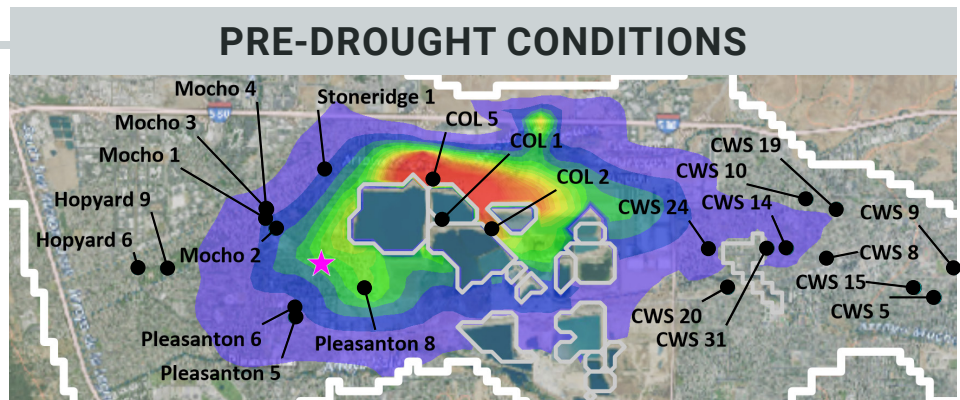 PRE-DROUGHT CONDITIONS
Mocho 4
Stoneridge 1
Mocho 3
COL 5
COL 1
Mocho 1
CWS 19
CWS 10
COL 2
Hopyard 9
CWS 24
CWS 14
CWS 9
Hopyard 6
Mocho 2
CWS 8
CWS 15
CWS 5
CWS 20
CWS 31
Pleasanton 6
Pleasanton 8
Pleasanton 5